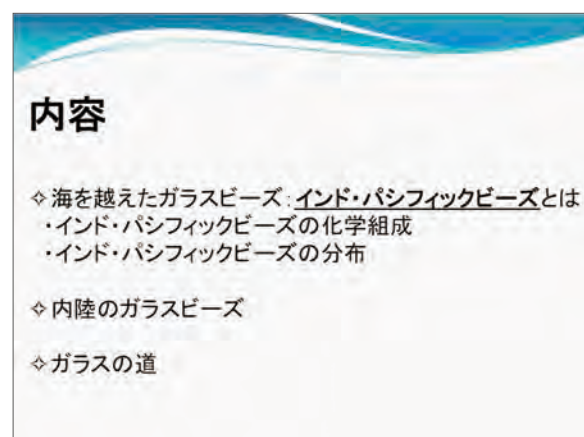 内容
✧海を越えたガラスビーズ:インド・パシフィックビーズとは
・インド・パシフィックビーズの化学組成
・インド・パシフィックビーズの分布
✧内陸のガラスビーズ
✧ガラスの道